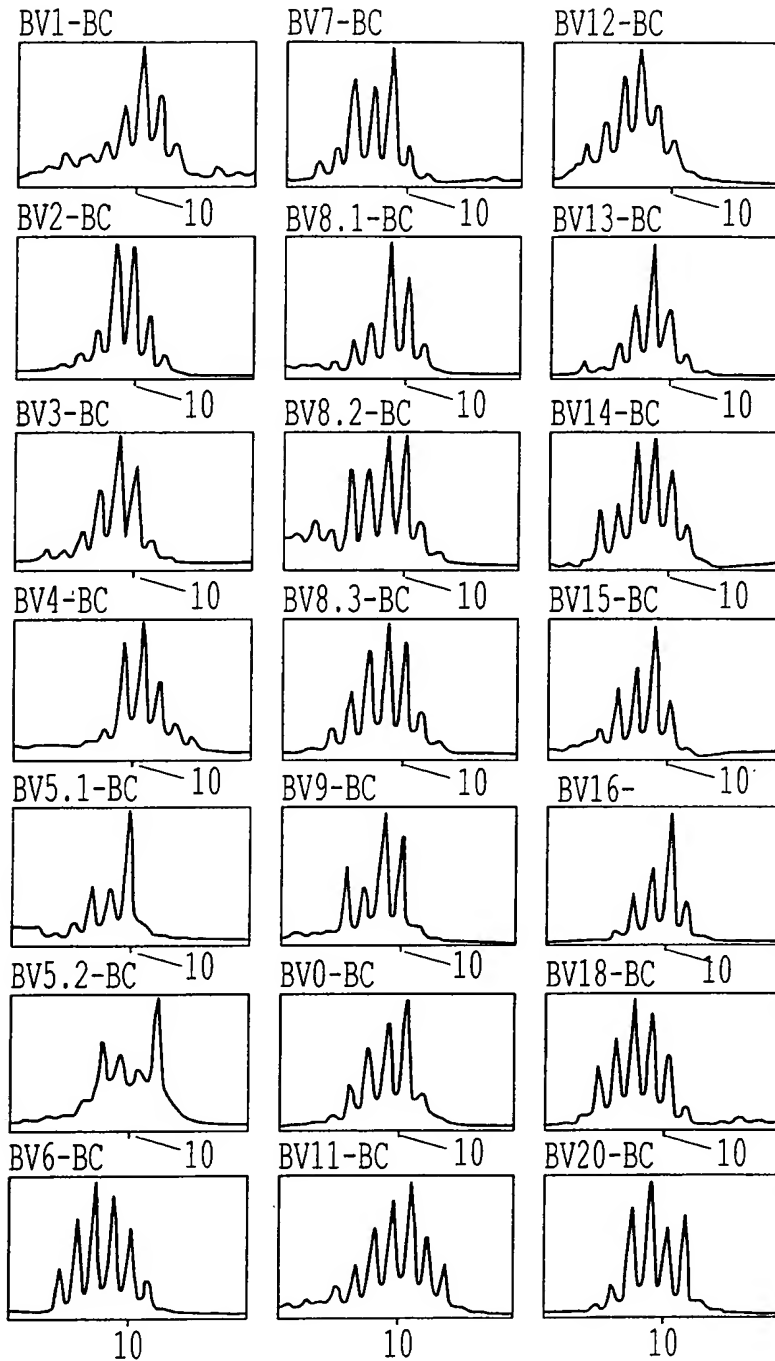 BV1-BC BV7-BC BV12-BC
10 10 10
BV2-BC BV8.1-BC BV13-BC
10 10 10
BV3-BC BV8.2-BC BV14-BC
10 10 10
BV4-BC BV8.3-BC BV15-BC
10 10 10
BV5.1-BC BV9-BC BV16-
10 10 10
BV5.2-BC BV0-BC BV18-BC
10 10 10
BV6-BC BV11-BC BV20-BC
10 10 10